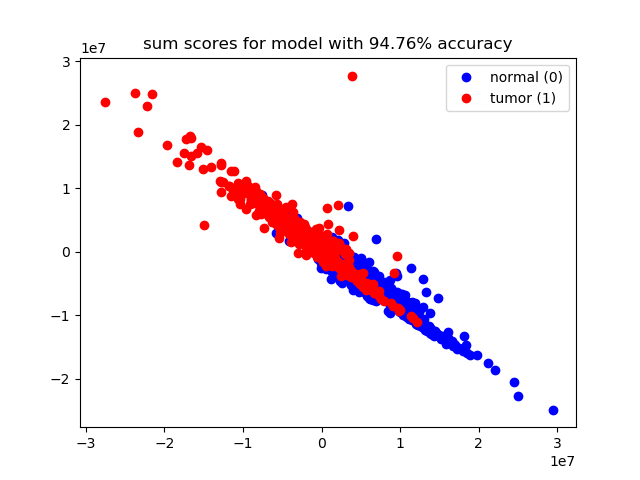 sum scores for model with 94.76% accuracy
1e7
normal (0)
tumor (1)
3
2
1
0
−1
−2
−3
−2
−1
0
1
2
3
1e7